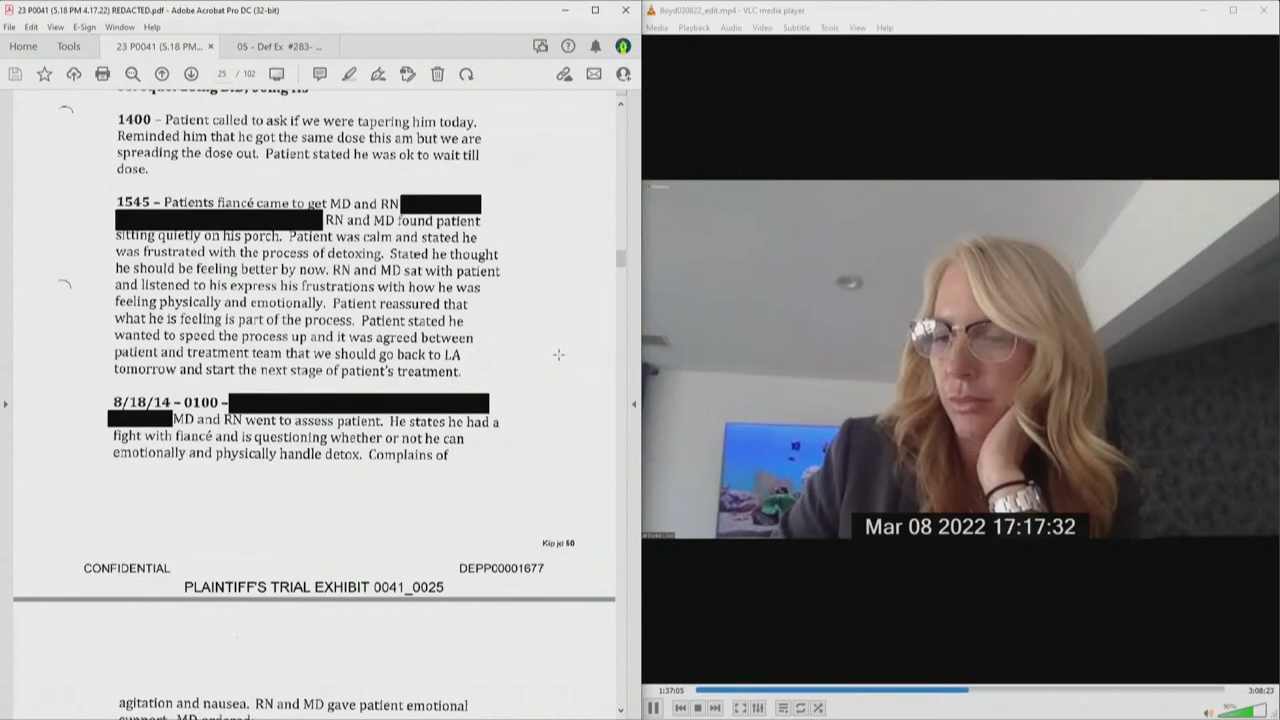 23 P0041 (5.18 PM 4.17.22) REDACTED.pdf - Adobe Acrobat Pro DC (32-bit)
File Edit View E-Sign Window Help
Home Tools 23 P0041 (5.18 PM... × 05 - Def Ex #283- ...
25 / 102
1400 – Patient called to ask if we were tapering him today.
Reminded him that he got the same dose this am but we are
spreading the dose out. Patient stated he was ok to wait till
dose.
1545 – Patients fiancé came to get MD and RN
RN and MD found patient
sitting quietly on his porch. Patient was calm and stated he
was frustrated with the process of detoxing. Stated he thought
he should be feeling better by now. RN and MD sat with patient
and listened to his express his frustrations with how he was
feeling physically and emotionally. Patient reassured that
what he is feeling is part of the process. Patient stated he
wanted to speed the process up and it was agreed between
patient and treatment team that we should go back to LA
tomorrow and start the next stage of patient's treatment.
8/18/14 – 0100 –
MD and RN went to assess patient. He states he had a
fight with fiancé and is questioning whether or not he can
emotionally and physically handle detox. Complains of
50
CONFIDENTIAL DEPP00001677
PLAINTIFF'S TRIAL EXHIBIT 0041_0025
agitation and nausea. RN and MD gave patient emotional
Boyd030822_edit.mp4 - VLC media player
Media Playback Audio Video Subtitle Tools View Help
Mar 08 2022 17:17:32
1:37:05 3:08:23
90%